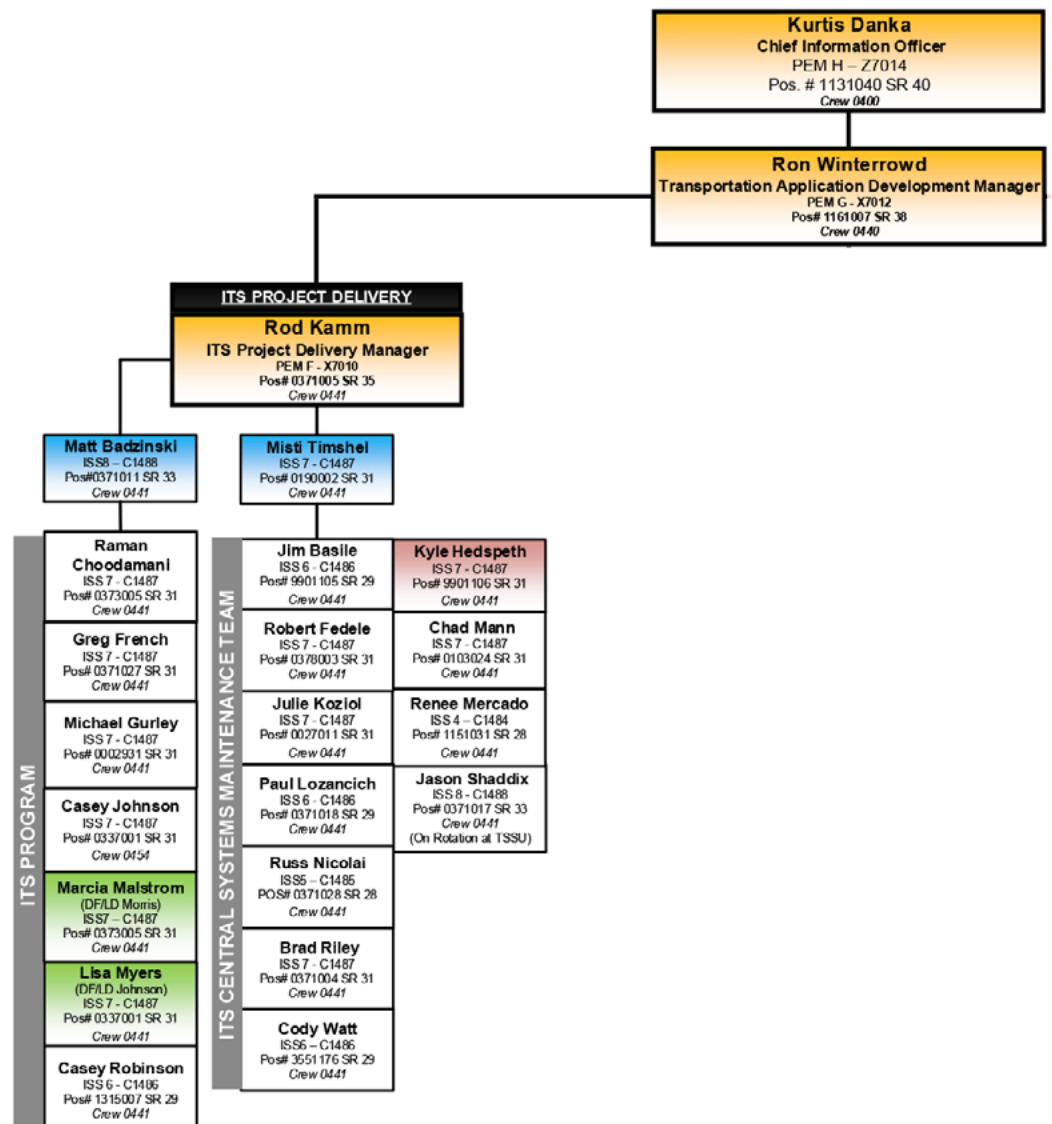 Kurtis Danka
Chief Information Officer
PEM H – Z7014
Pos. # 1131040 SR 40
Crew 0400
Ron Winterrowd
Transportation Application Development Manager
PEM G - X7012
Pos# 1161007 SR 38
Crew 0440
ITS PROJECT DELIVERY
Rod Kamm
ITS Project Delivery Manager
PEM F - X7010
Pos# 0371005 SR 35
Crew 0441
Matt Badzinski
ISS8 – C1488
Pos#0371011 SR 33
Crew 0441
Misti Timshel
ISS 7 - C1487
Pos# 0190002 SR 31
Crew 0441
ITS PROGRAM
Raman
Choodamani
ISS 7 - C1487
Pos# 0373005 SR 31
Crew 0441
Greg French
ISS 7 - C1487
Pos# 0371027 SR 31
Crew 0441
Michael Gurley
ISS 7 - C1487
Pos# 0002931 SR 31
Crew 0441
Casey Johnson
ISS 7 - C1487
Pos# 0337001 SR 31
Crew 0454
Marcia Malstrom
(DF/LD Morris)
ISS7 – C1487
Pos# 0373005 SR 31
Crew 0441
Lisa Myers
(DF/LD Johnson)
ISS 7 - C1487
Pos# 0337001 SR 31
Crew 0441
Casey Robinson
ISS 6 - C1486
Pos# 1315007 SR 29
Crew 0441
ITS CENTRAL SYSTEMS MAINTENANCE TEAM
Jim Basile
ISS 6 - C1486
Pos# 9901105 SR 29
Crew 0441
Robert Fedele
ISS 7 - C1487
Pos# 0378003 SR 31
Crew 0441
Julie Koziol
ISS 7 - C1487
Pos# 0027011 SR 31
Crew 0441
Paul Lozancich
ISS 6 - C1486
Pos# 0371018 SR 29
Crew 0441
Russ Nicolai
ISS5 – C1485
POS# 0371028 SR 28
Crew 0441
Brad Riley
ISS 7 - C1487
Pos# 0371004 SR 31
Crew 0441
Cody Watt
ISS6 – C1486
Pos# 3551176 SR 29
Crew 0441
Kyle Hedspeth
ISS 7 - C1487
Pos# 9901106 SR 31
Crew 0441
Chad Mann
ISS 7 - C1487
Pos# 0103024 SR 31
Crew 0441
Renee Mercado
ISS 4 – C1484
Pos# 1151031 SR 28
Crew 0441
Jason Shaddix
ISS 8 - C1488
Pos# 0371017 SR 33
Crew 0441
(On Rotation at TSSU)